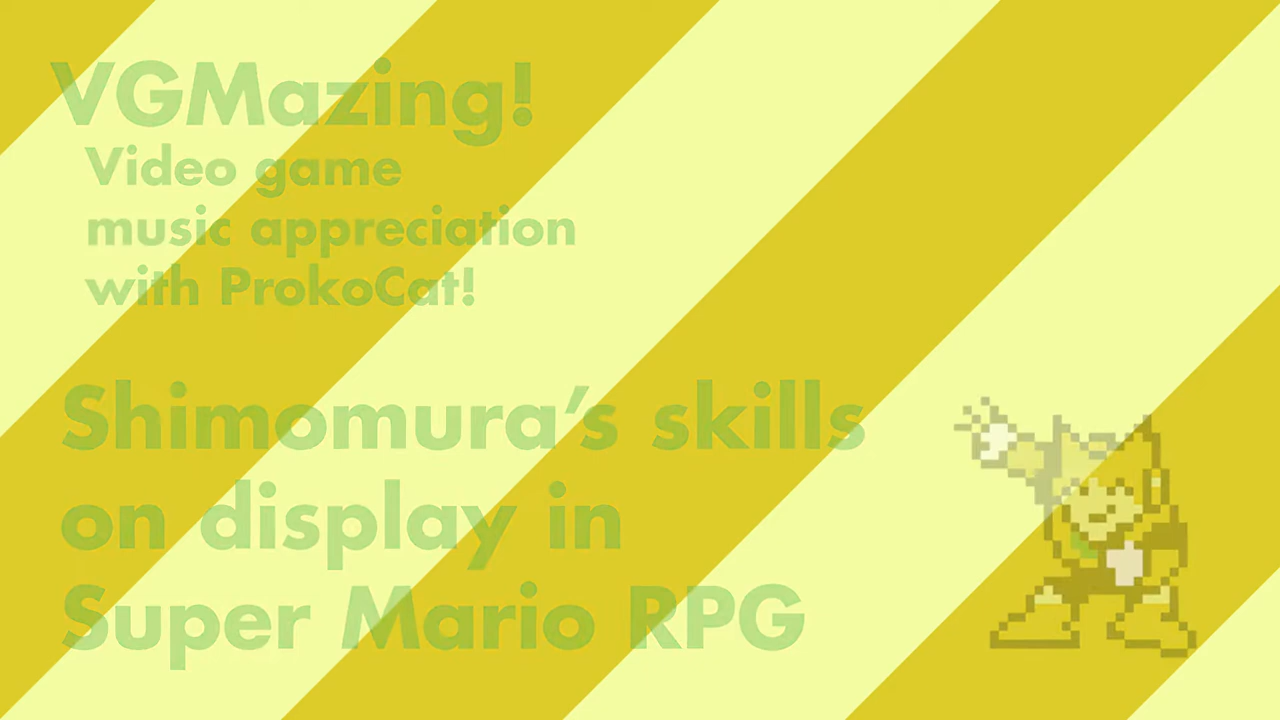 VGMazing!
Video game
music appreciation
with ProkoCat!
Shimomura's skills
on display in
Super Mario RPG